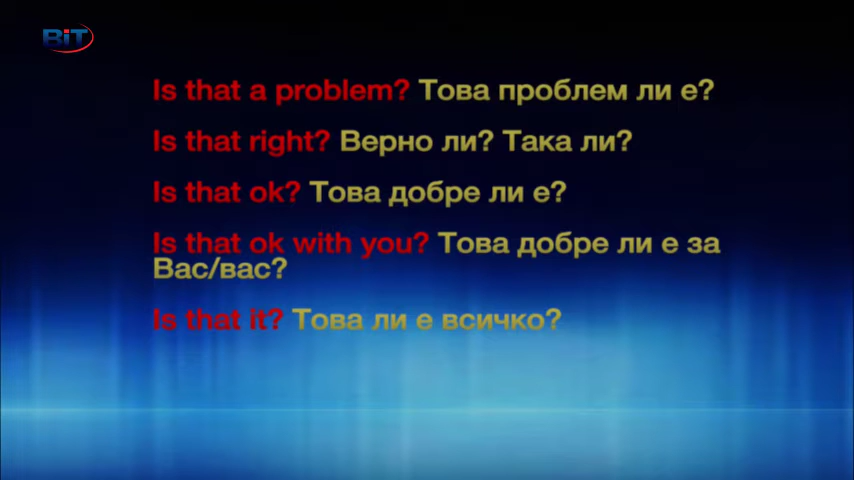 BiT
Is that a problem? Това проблем ли е?
Is that right? Верно ли? Така ли?
Is that ok? Това добре ли е?
Is that ok with you? Това добре ли е за
Вас/вас?
Is that it? Това ли е всичко?